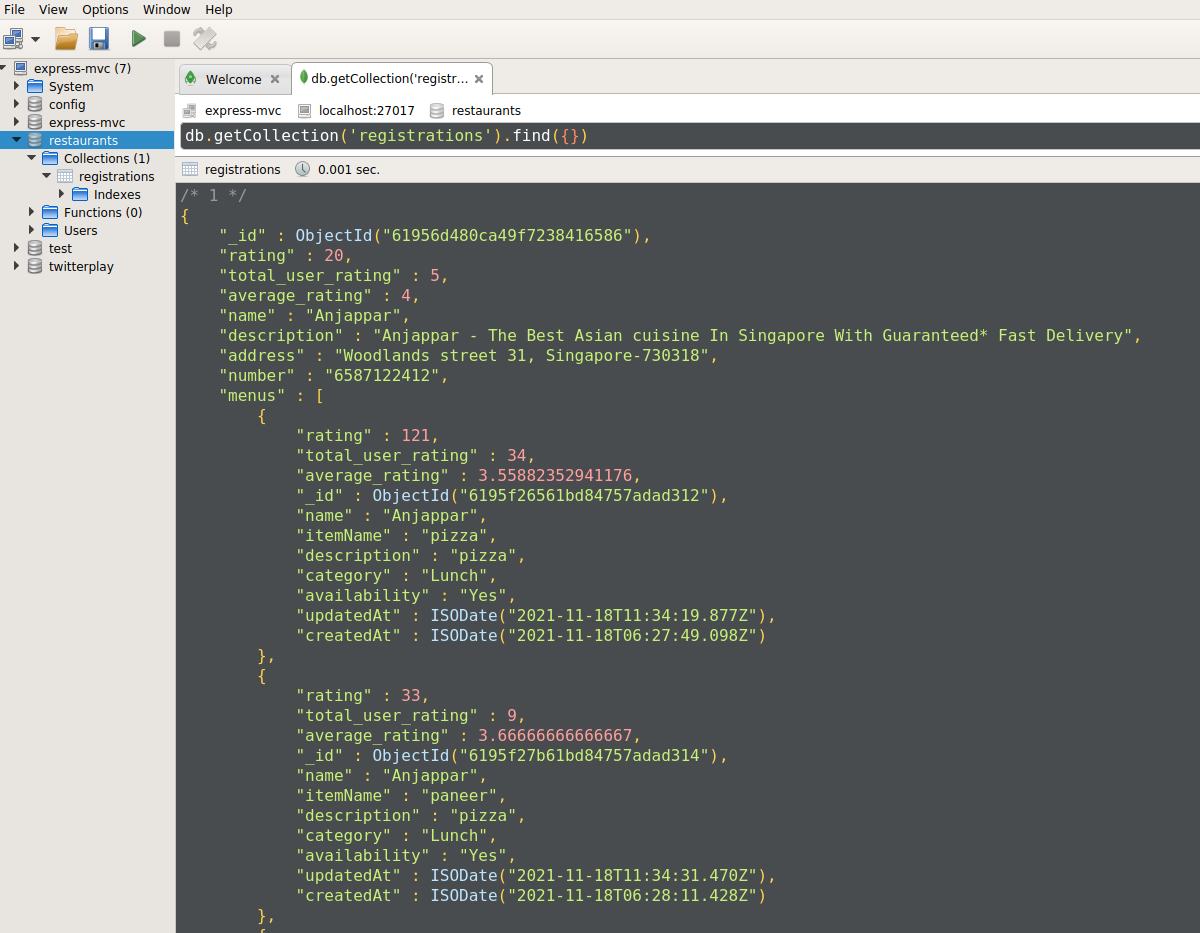 File View Options Window Help
express-mvc (7)
System
config
express-mvc
restaurants
Collections (1)
registrations
Indexes
Functions (0)
Users
test
twitterplay
Welcome
db.getCollection('registr...
express-mvc localhost:27017 restaurants
db.getCollection('registrations').find({})
registrations 0.001 sec.
/* 1 */
{
"_id" : ObjectId("61956d480ca49f7238416586"),
"rating" : 20,
"total_user_rating" : 5,
"average_rating" : 4,
"name" : "Anjappar",
"description" : "Anjappar - The Best Asian cuisine In Singapore With Guaranteed* Fast Delivery",
"address" : "Woodlands street 31, Singapore-730318",
"number" : "6587122412",
"menus" : [
{
"rating" : 121,
"total_user_rating" : 34,
"average_rating" : 3.55882352941176,
"_id" : ObjectId("6195f26561bd84757adad312"),
"name" : "Anjappar",
"itemName" : "pizza",
"description" : "pizza",
"category" : "Lunch",
"availability" : "Yes",
"updatedAt" : ISODate("2021-11-18T11:34:19.877Z"),
"createdAt" : ISODate("2021-11-18T06:27:49.098Z")
},
{
"rating" : 33,
"total_user_rating" : 9,
"average_rating" : 3.66666666666667,
"_id" : ObjectId("6195f27b61bd84757adad314"),
"name" : "Anjappar",
"itemName" : "paneer",
"description" : "pizza",
"category" : "Lunch",
"availability" : "Yes",
"updatedAt" : ISODate("2021-11-18T11:34:31.470Z"),
"createdAt" : ISODate("2021-11-18T06:28:11.428Z")
},
{